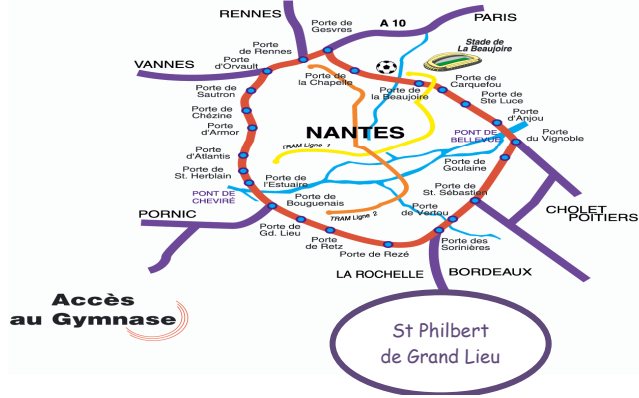 RENNES
PARIS
Porte de
Gesvres
A 10
Stade de
La Beaujoire
Porte
de Rennes
VANNES
Porte
d'Orvault
Porte de
la Chapelle
Porte de
Carquefou
Porte de
Sautron
Porte de
la Beaujoire
Porte de
Ste Luce
Porte de
Chézine
Porte
d'Anjou
Porte
d'Armor
NANTES
PONT DE
BELLEVUE
Porte
du Vignoble
TRAM Ligne 1
Porte
d'Atlantis
Porte de
Goulaine
Porte de
St. Herblain
Porte de
l'Estuaire
PONT DE
CHEVIRÉ
Porte de
Bouguenais
Porte de
St. Sébastien
Porte
de Vertou
CHOLET
POITIERS
PORNIC
TRAM Ligne 2
Porte de
Gd. Lieu
Porte
de Retz
Porte de Rezé
Porte des
Sorinières
LA ROCHELLE
BORDEAUX
Accès
au Gymnase
St Philbert
de Grand Lieu